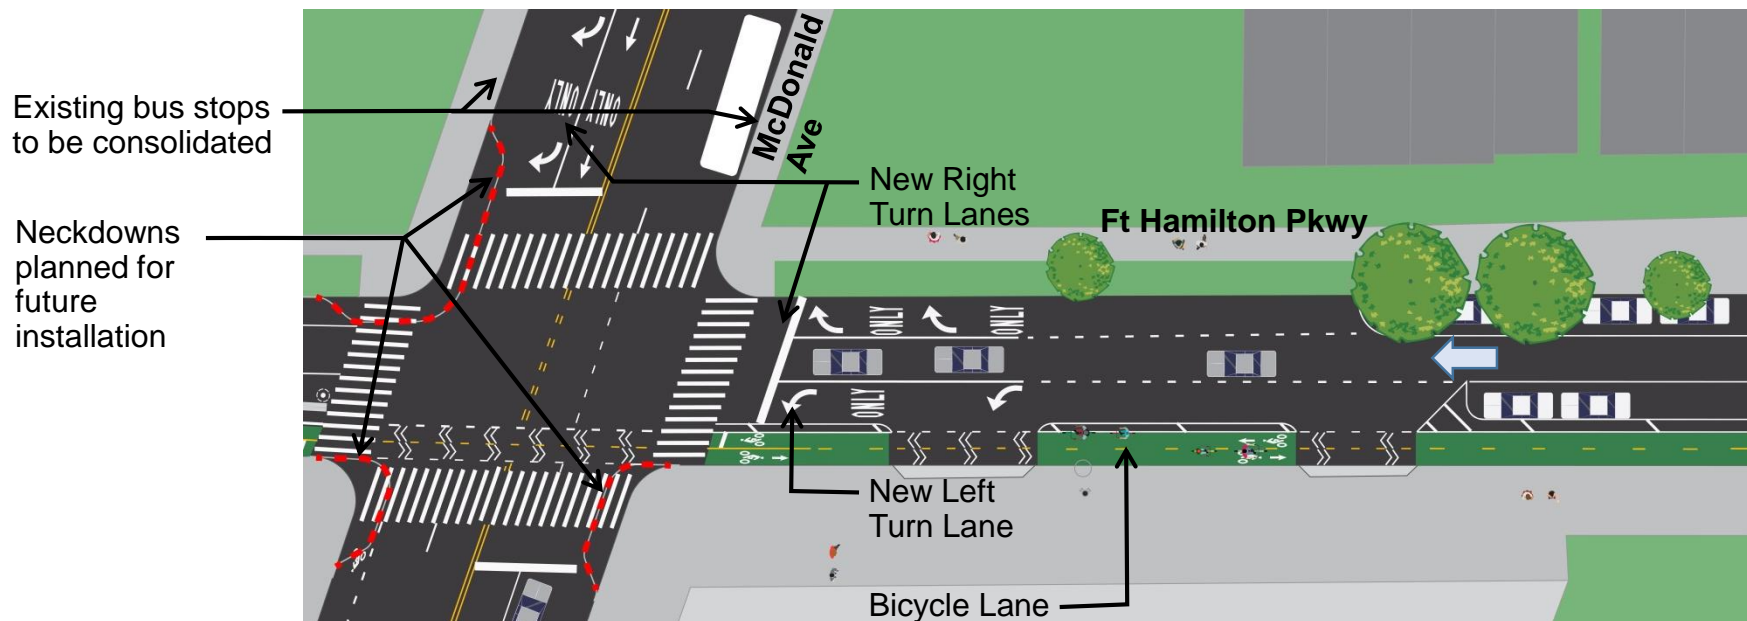 Existing bus stops
to be consolidated
Neckdowns
planned for
future
installation
McDonald
Ave
New Right
Turn Lanes
Ft Hamilton Pkwy
New Left
Turn Lane
Bicycle Lane
ONLY
ONLY
ONLY
ONLY
ONLY